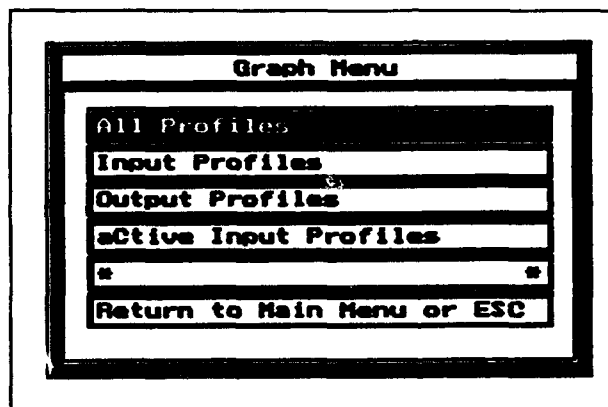 Graph Menu
All Profiles
Input Profiles
Output Profiles
aCtive Input Profiles
* *
Return to Main Menu or ESC